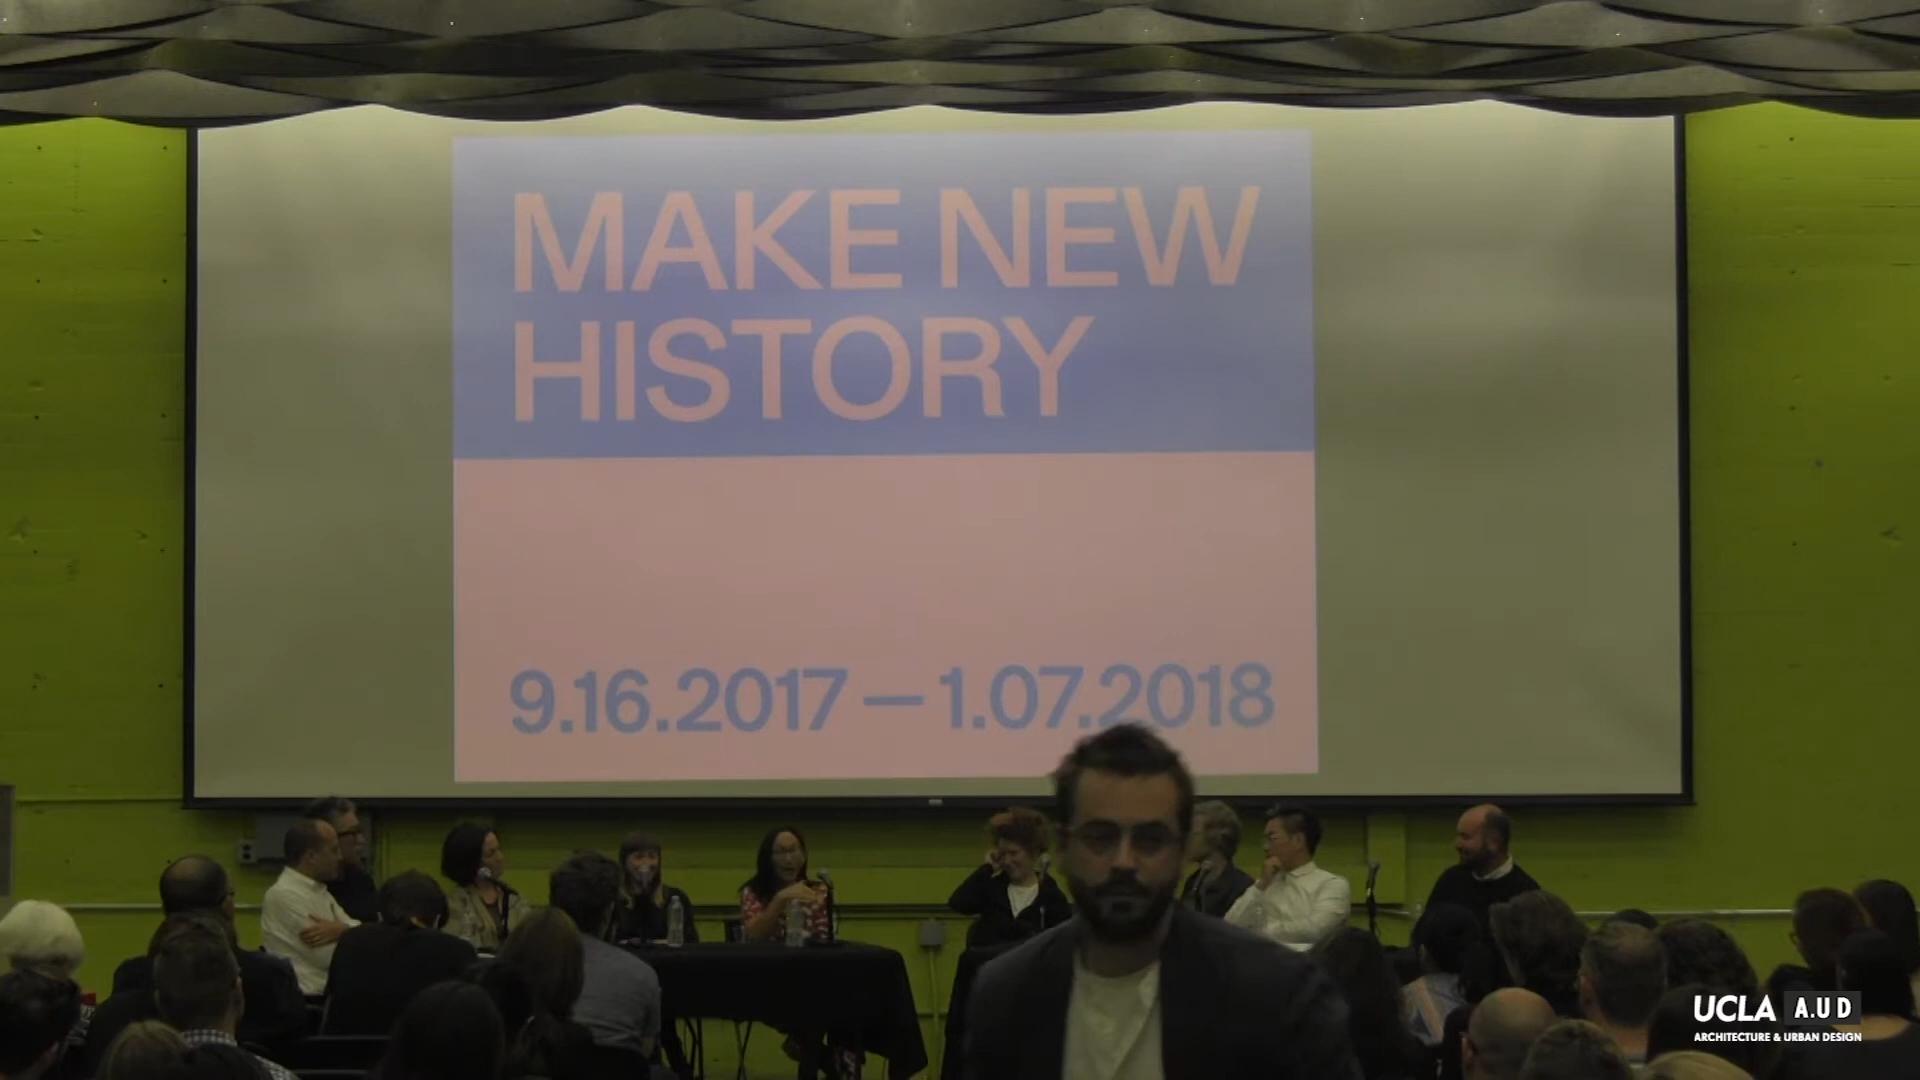 MAKE NEW
HISTORY
9.16.2017 — 1.07.2018
UCLA A.U D
ARCHITECTURE & URBAN DESIGN